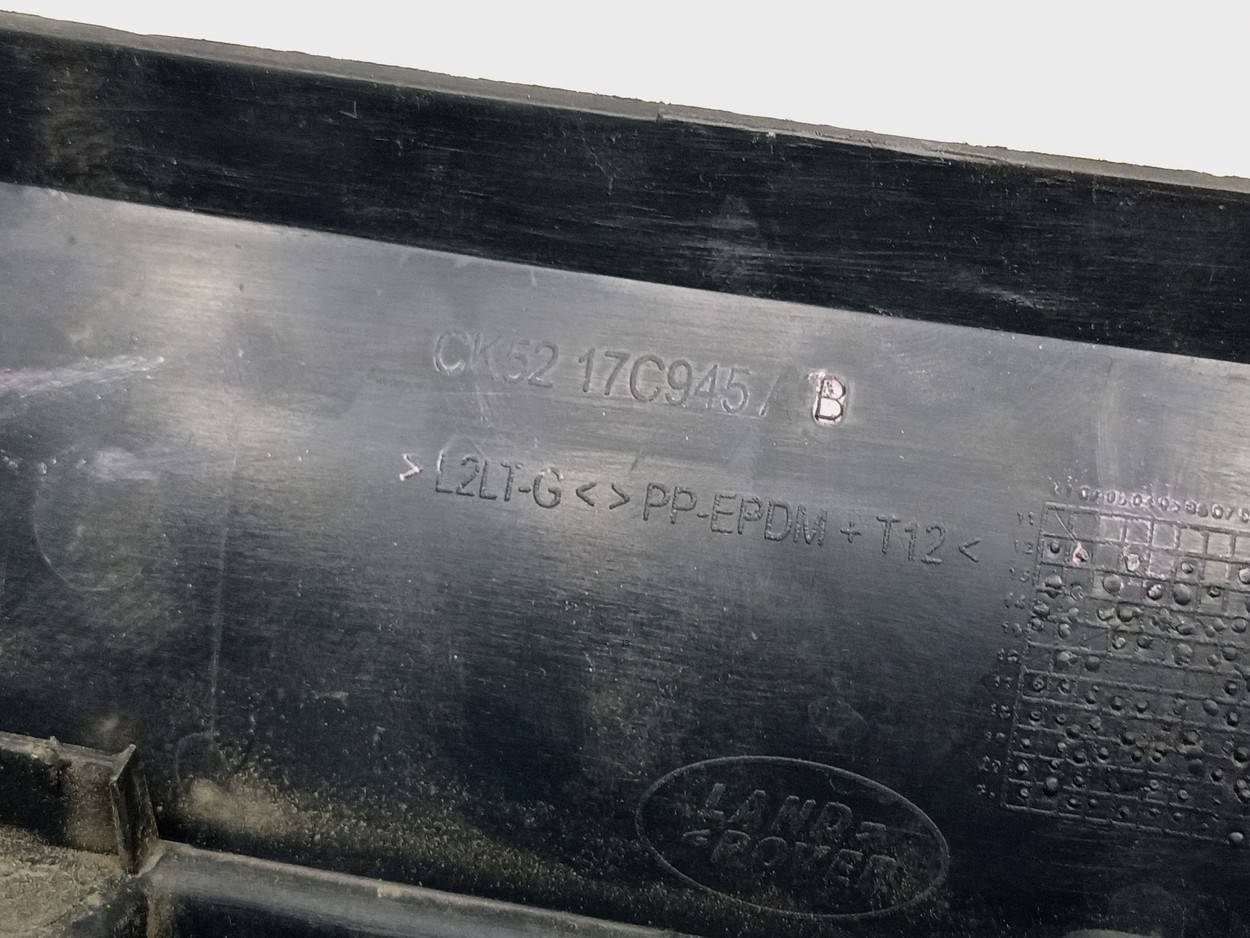 CK52 17C945 / B
>L2LT-G<>PP-EPDM + T12<
LAND
ROVER